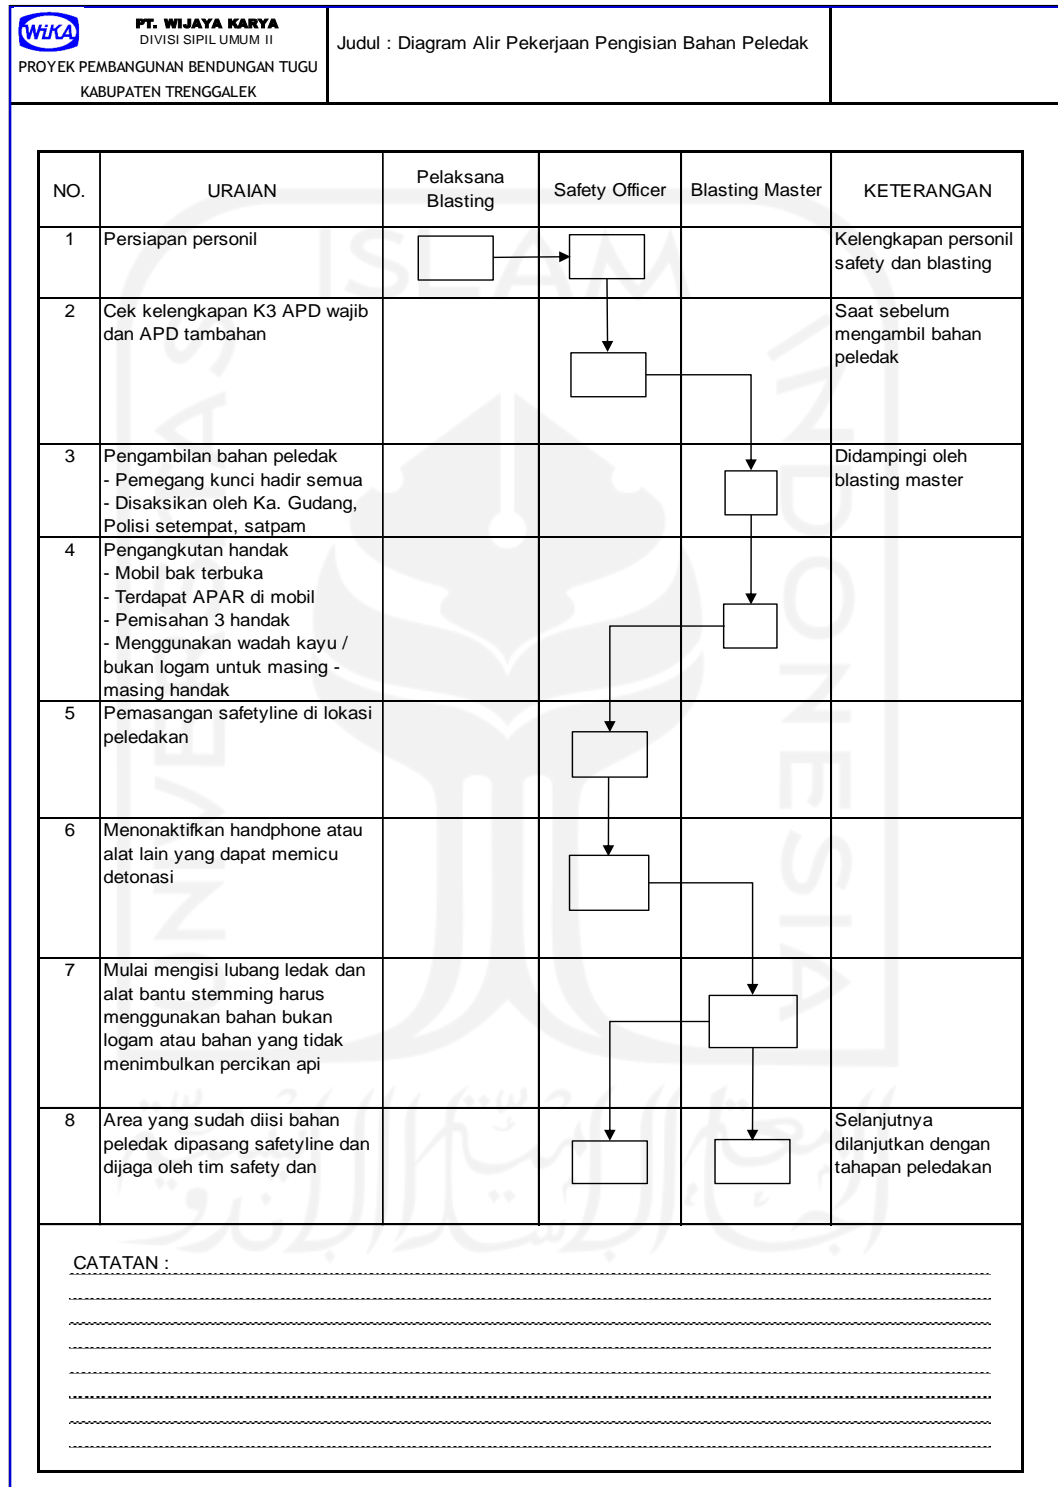 WiKA
PT. WIJAYA KARYA
DIVISI SIPIL UMUM II
PROYEK PEMBANGUNAN BENDUNGAN TUGU
KABUPATEN TRENGGALEK
Judul : Diagram Alir Pekerjaan Pengisian Bahan Peledak
NO.
URAIAN
Pelaksana
Blasting
Safety Officer
Blasting Master
KETERANGAN
1
Persiapan personil
Kelengkapan personil
safety dan blasting
2
Cek kelengkapan K3 APD wajib
dan APD tambahan
Saat sebelum
mengambil bahan
peledak
3
Pengambilan bahan peledak
- Pemegang kunci hadir semua
- Disaksikan oleh Ka. Gudang,
Polisi setempat, satpam
Didampingi oleh
blasting master
4
Pengangkutan handak
- Mobil bak terbuka
- Terdapat APAR di mobil
- Pemisahan 3 handak
- Menggunakan wadah kayu /
bukan logam untuk masing -
masing handak
5
Pemasangan safetyline di lokasi
peledakan
6
Menonaktifkan handphone atau
alat lain yang dapat memicu
detonasi
7
Mulai mengisi lubang ledak dan
alat bantu stemming harus
menggunakan bahan bukan
logam atau bahan yang tidak
menimbulkan percikan api
8
Area yang sudah diisi bahan
peledak dipasang safetyline dan
dijaga oleh tim safety dan
Selanjutnya
dilanjutkan dengan
tahapan peledakan
CATATAN :
UNIVERSITAS
ISLAM
INDONESIA